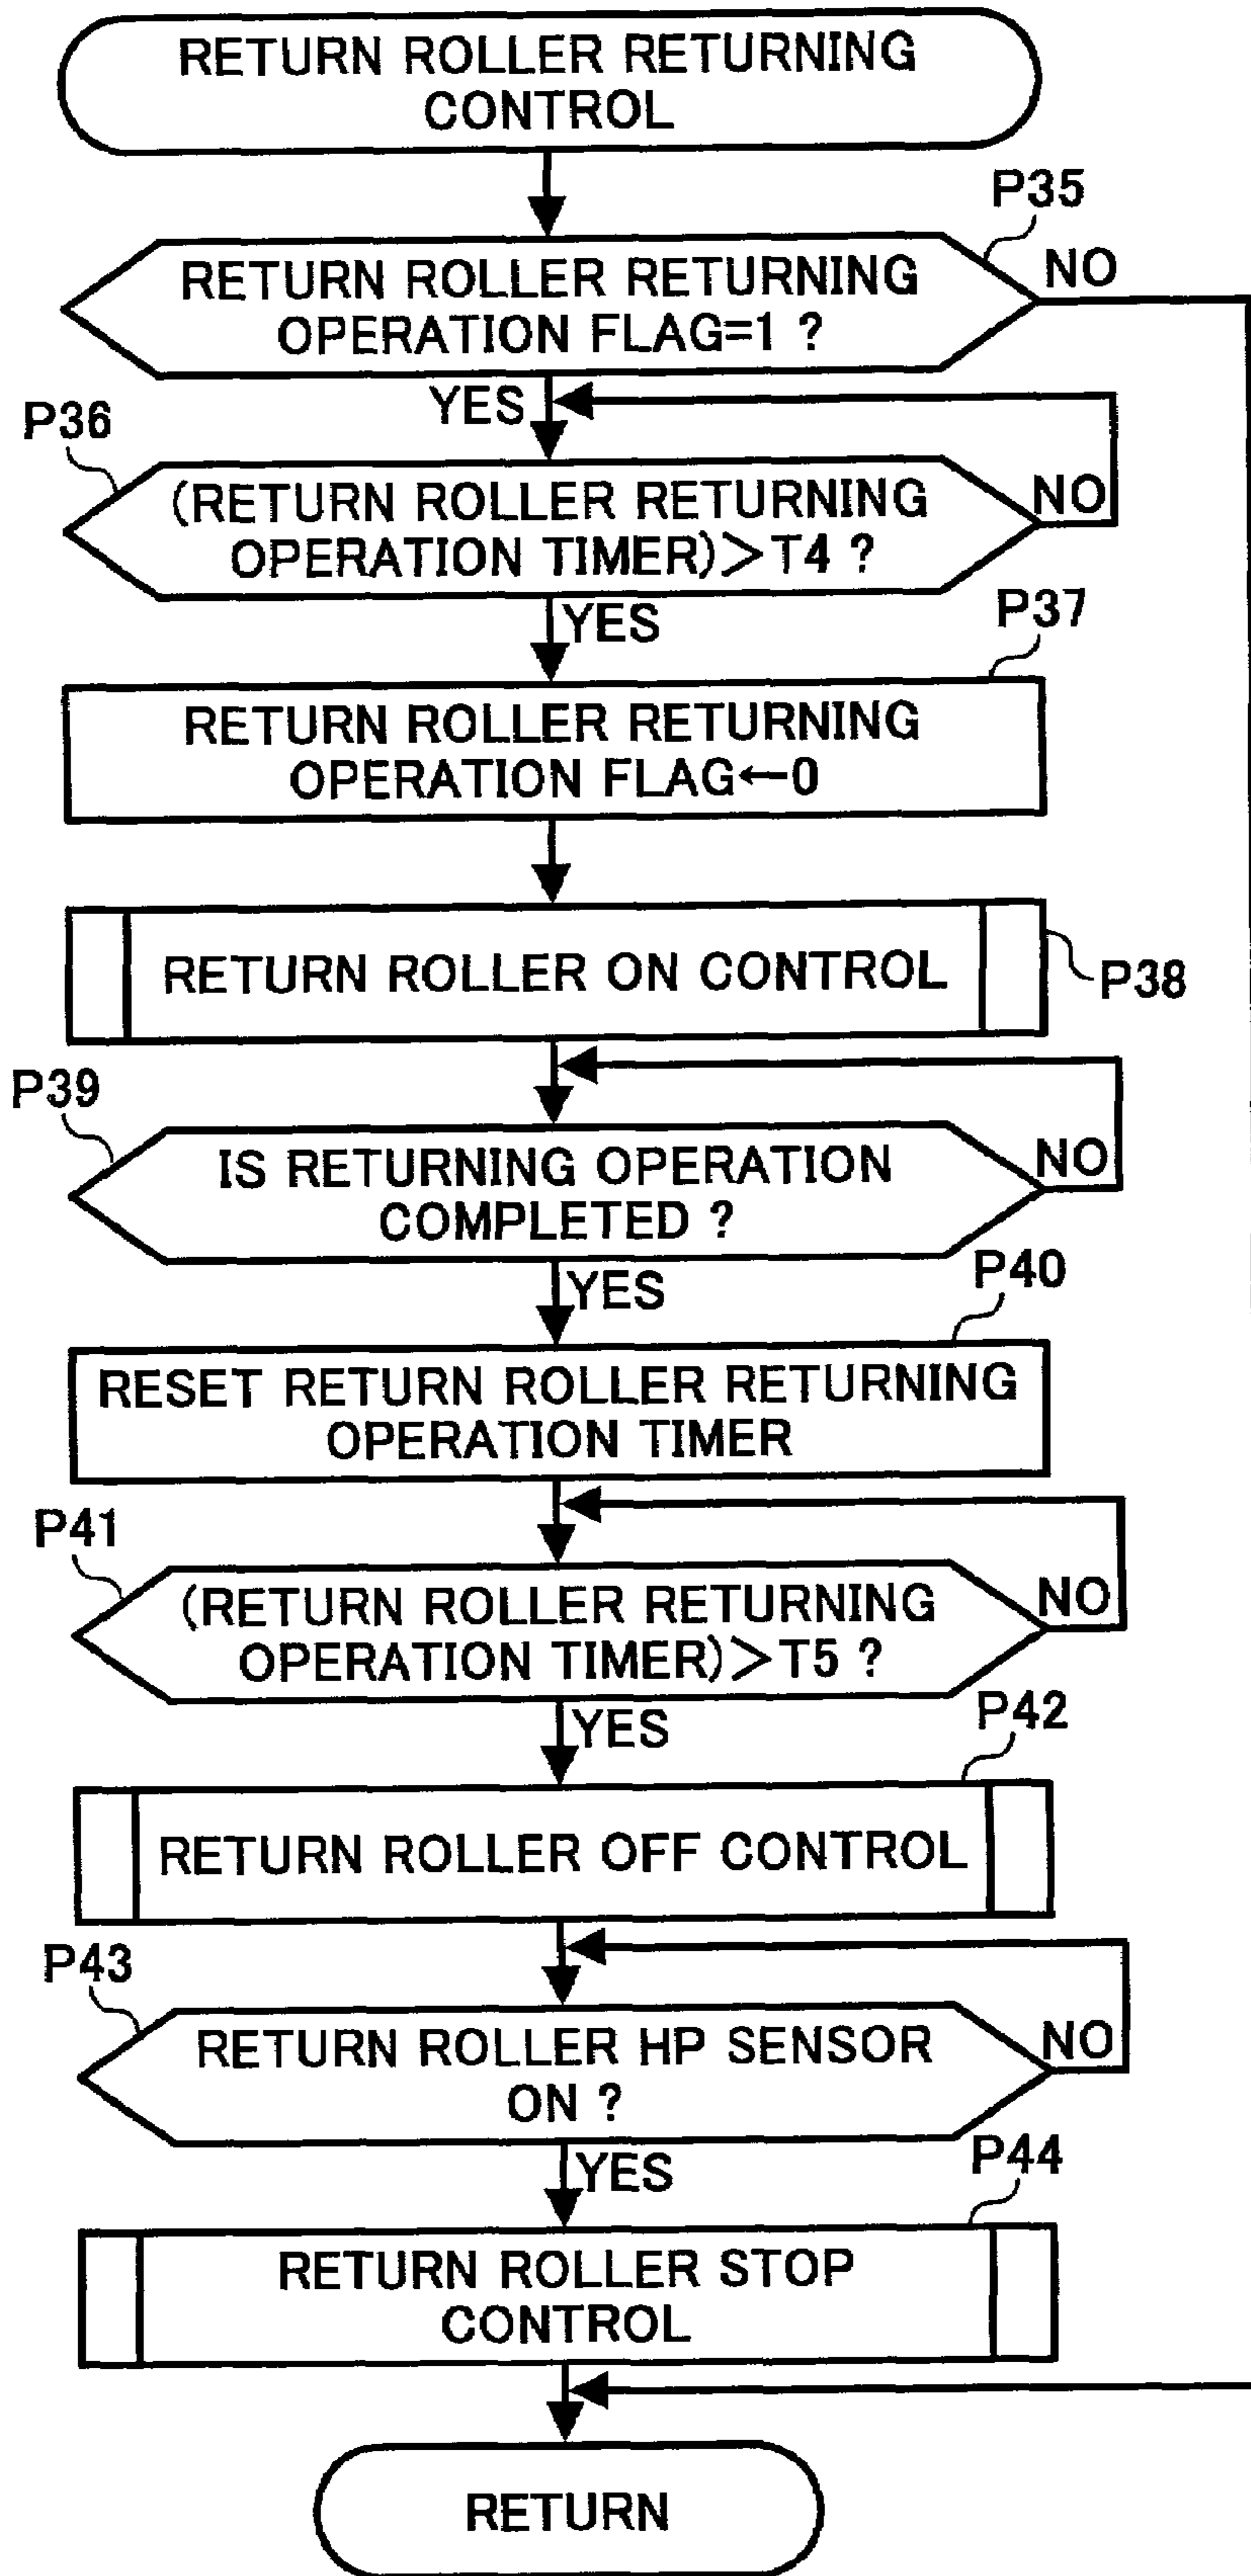 RETURN ROLLER RETURNING
CONTROL
P35
RETURN ROLLER RETURNING
OPERATION FLAG=1 ?
NO
YES
P36
(RETURN ROLLER RETURNING
OPERATION TIMER)>T4 ?
NO
YES
P37
RETURN ROLLER RETURNING
OPERATION FLAG←0
RETURN ROLLER ON CONTROL
P38
P39
IS RETURNING OPERATION
COMPLETED ?
NO
YES
P40
RESET RETURN ROLLER RETURNING
OPERATION TIMER
P41
(RETURN ROLLER RETURNING
OPERATION TIMER)>T5 ?
NO
YES
P42
RETURN ROLLER OFF CONTROL
P43
RETURN ROLLER HP SENSOR
ON ?
NO
YES
P44
RETURN ROLLER STOP
CONTROL
RETURN